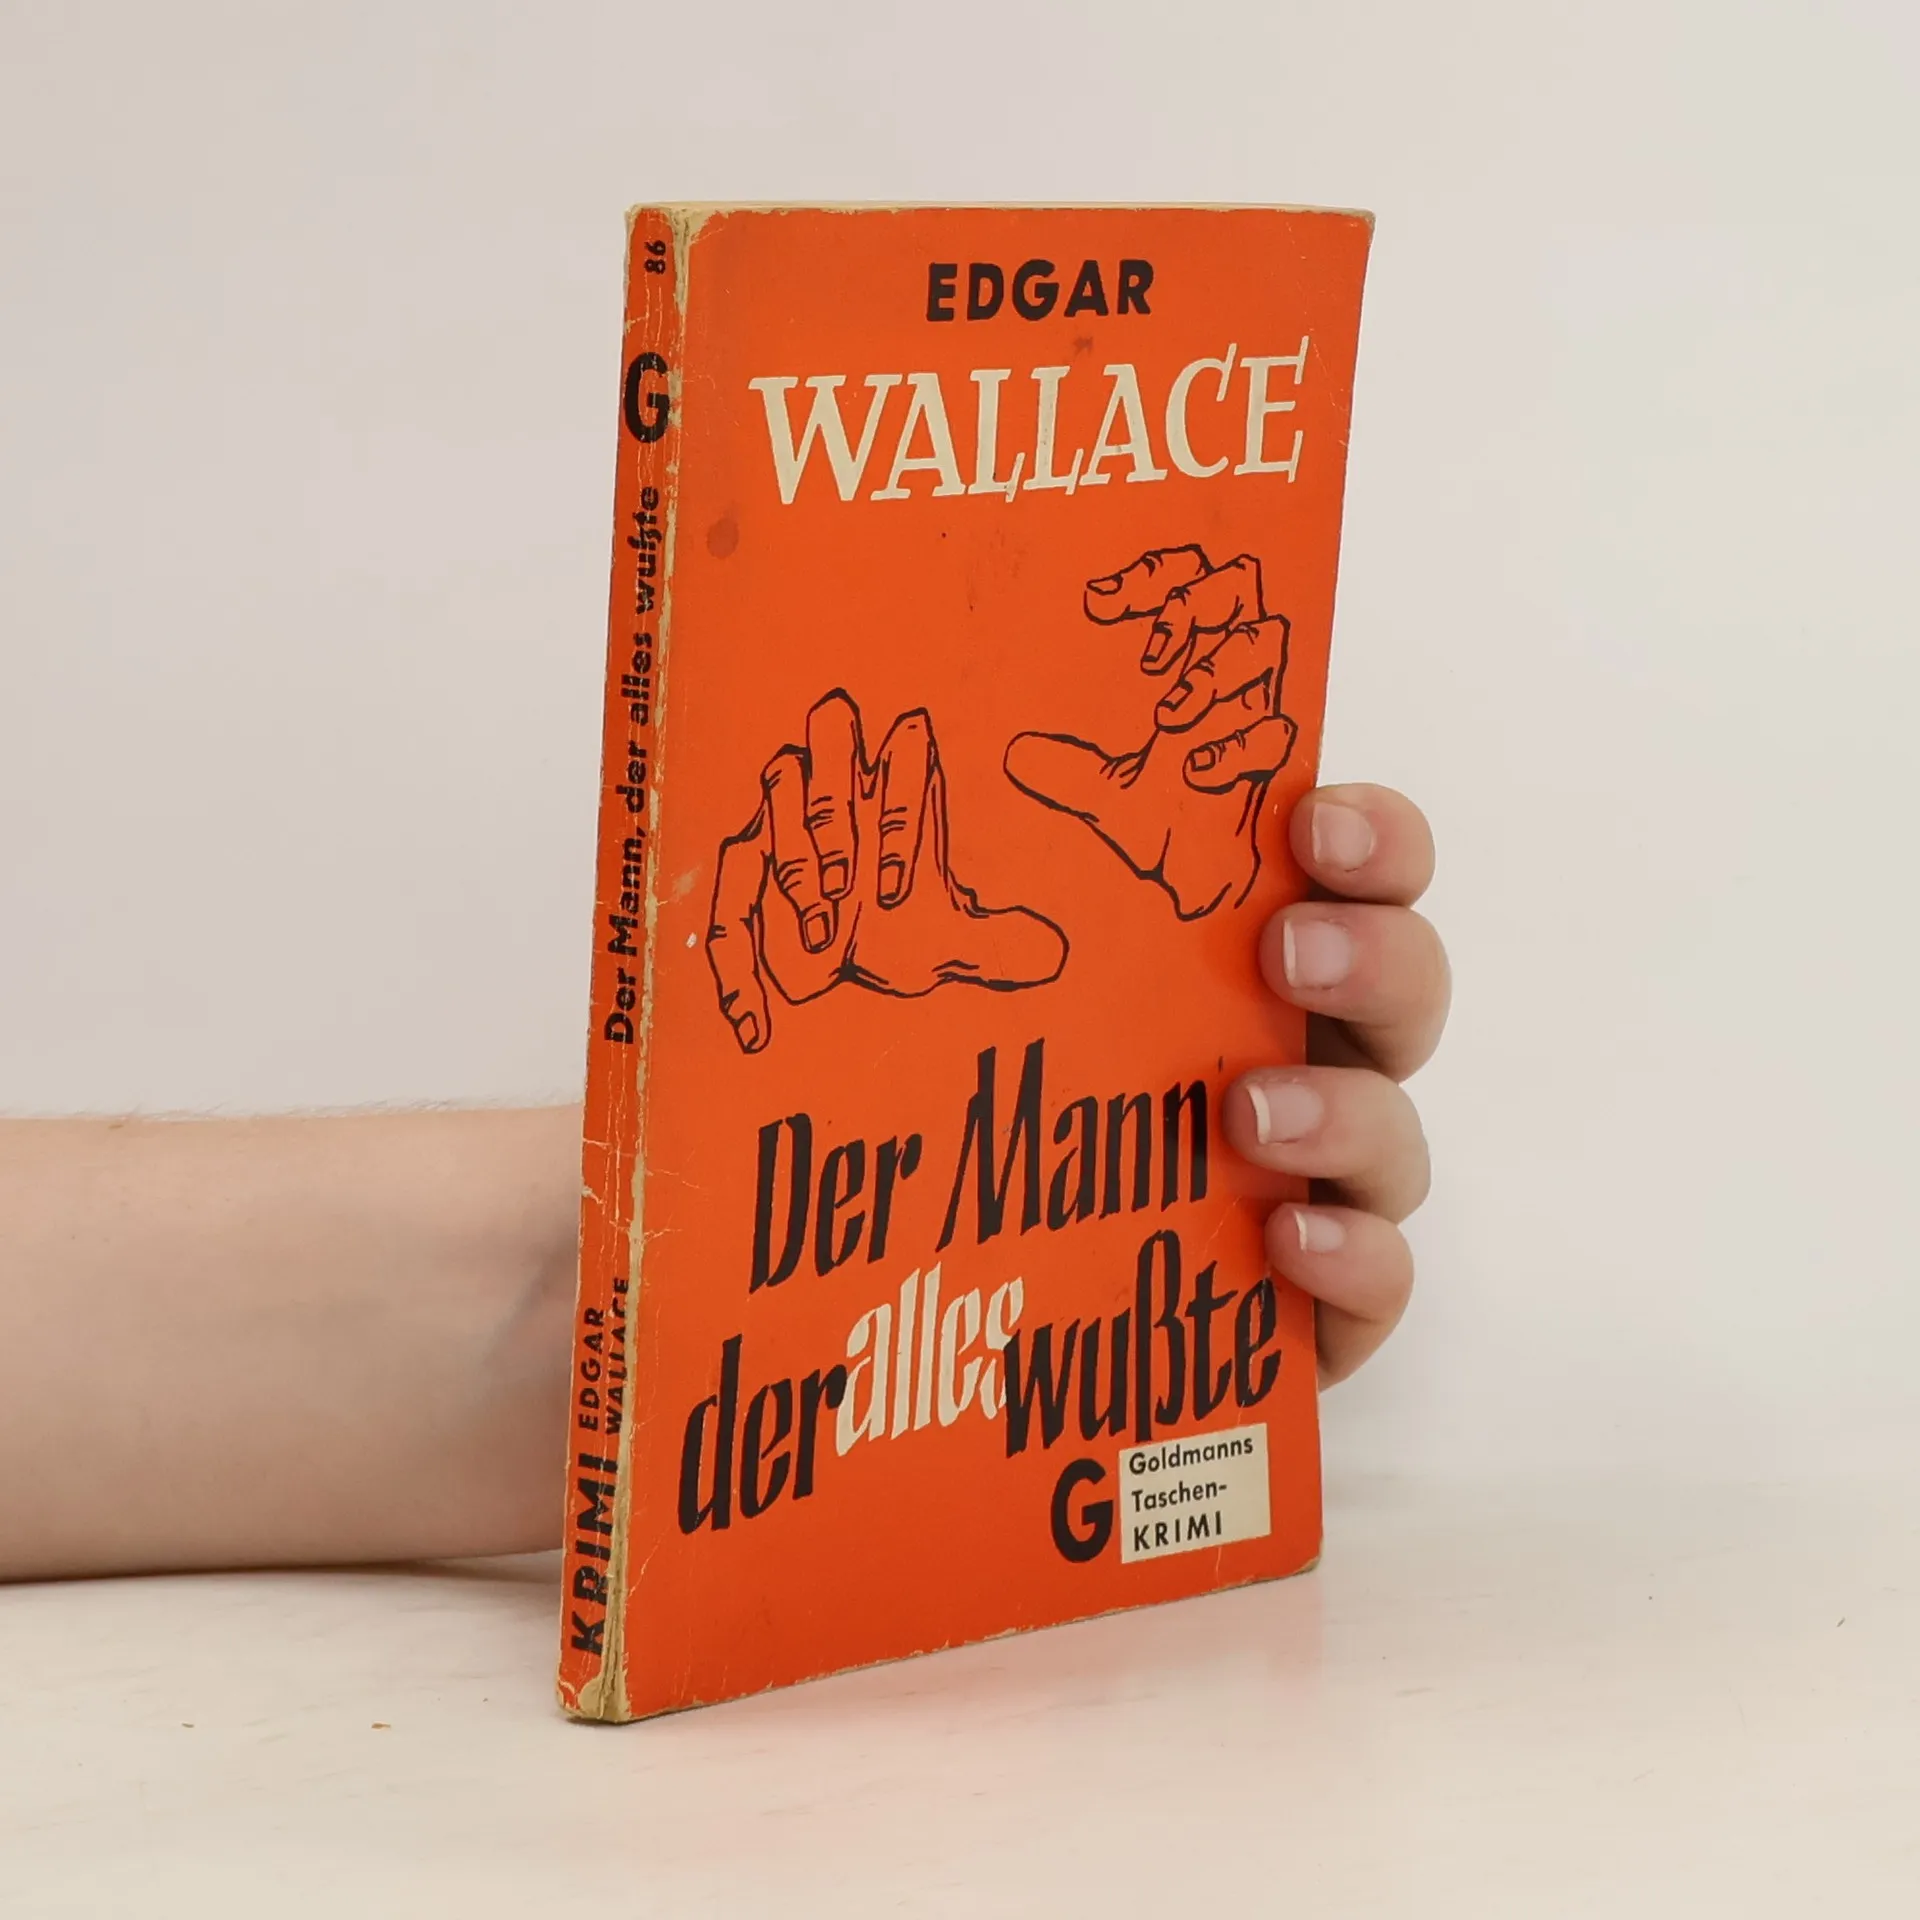 EDGAR
WALLACE
Der Mann
der alles wußte
G
Goldmanns
Taschen-
KRIMI
86
G
Der Mann, der alles wußte
EDGAR
WALLACE
KRIMI